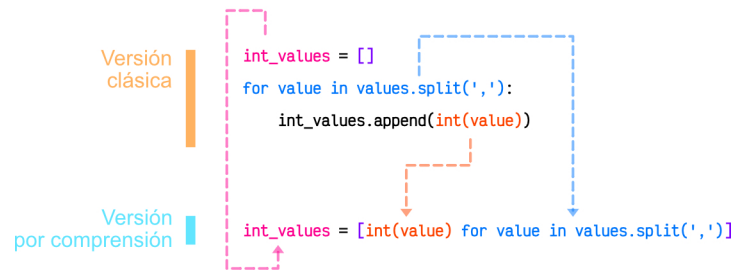 Versión
clásica
int_values = []
for value in values.split(','):
int_values.append(int(value))
Versión
por comprensión
int_values = [int(value) for value in values.split(',')]